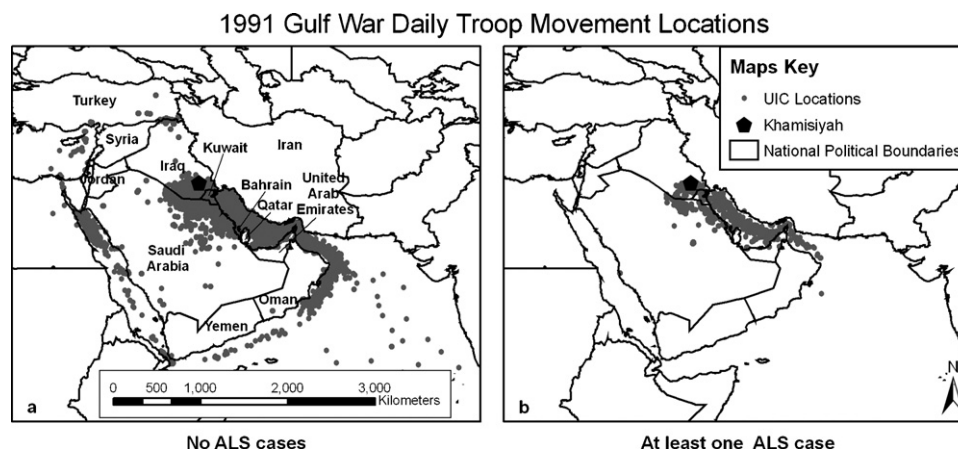 1991 Gulf War Daily Troop Movement Locations
Turkey
Syria
Jordan
Iraq
Kuwait
Iran
Bahrain
Qatar
United
Arab
Emirates
Saudi
Arabia
Oman
Yemen
0 500 1,000 2,000 3,000
Kilometers
a
No ALS cases
Maps Key
UIC Locations
Khamisiyah
National Political Boundaries
N
b
At least one ALS case